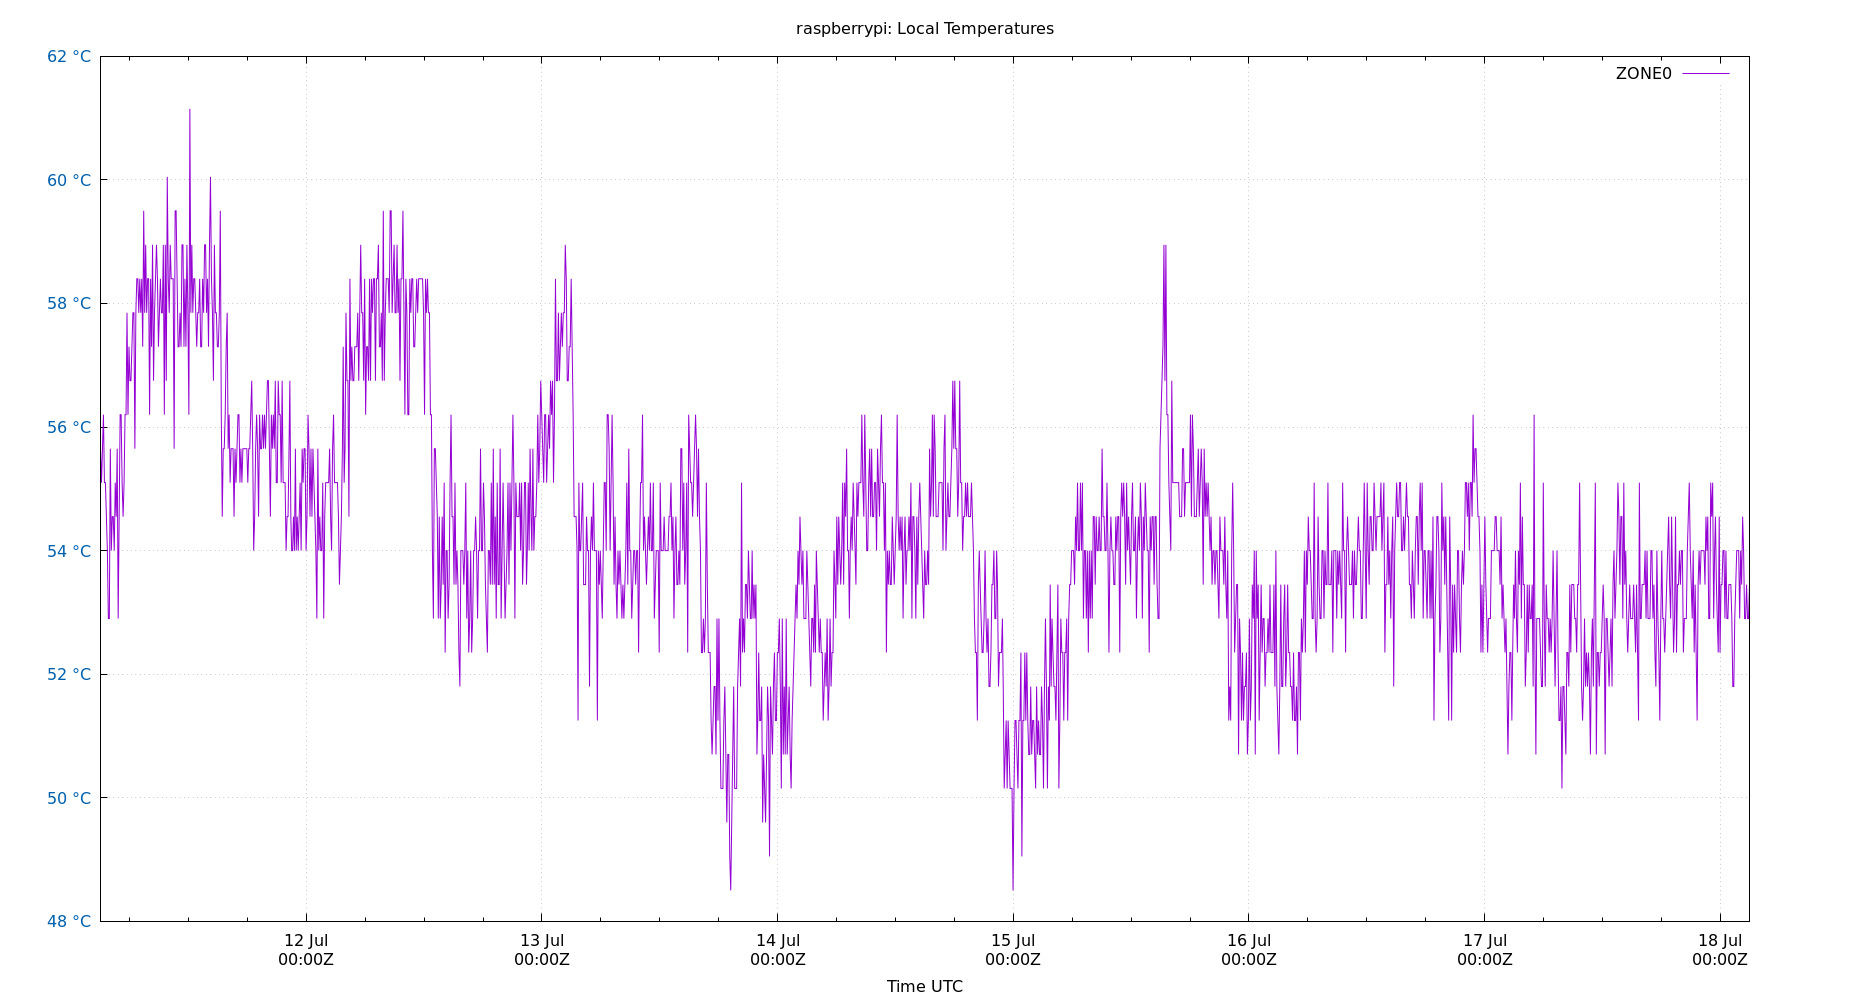 raspberrypi: Local Temperatures
62 °C
ZONE0
60 °C
58 °C
56 °C
54 °C
52 °C
50 °C
48 °C
12 Jul 13 Jul 14 Jul 15 Jul 16 Jul 17 Jul 18 Jul
00:00Z 00:00Z 00:00Z 00:00Z 00:00Z 00:00Z 00:00Z
Time UTC